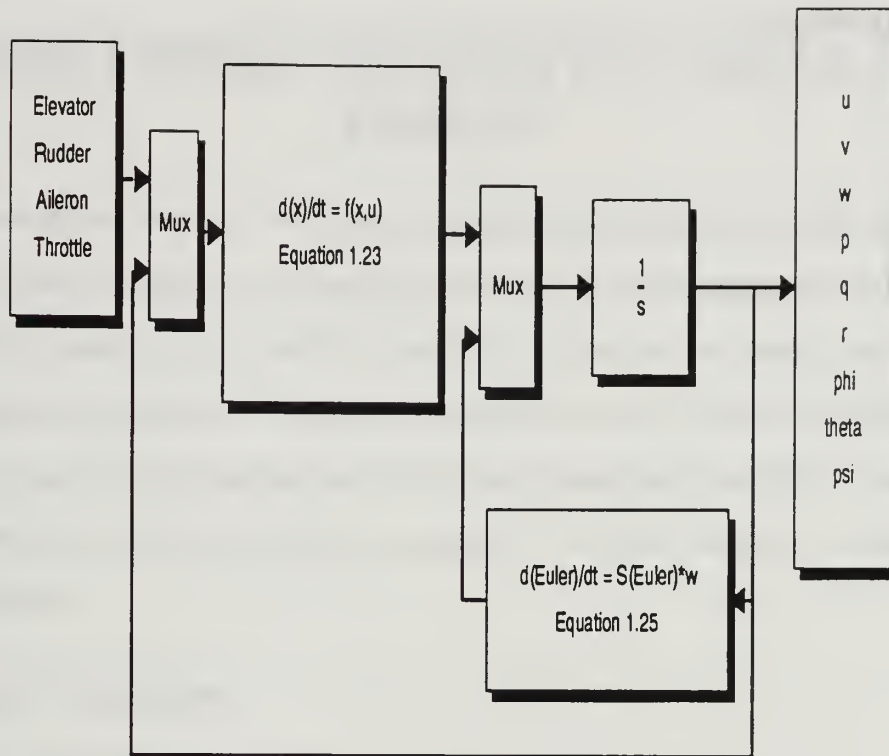 Elevator
Rudder
Aileron
Throttle
Mux
d(x)/dt = f(x,u)
Equation 1.23
Mux
1
s
d(Euler)/dt = S(Euler)*w
Equation 1.25
u
v
w
p
q
r
phi
theta
psi